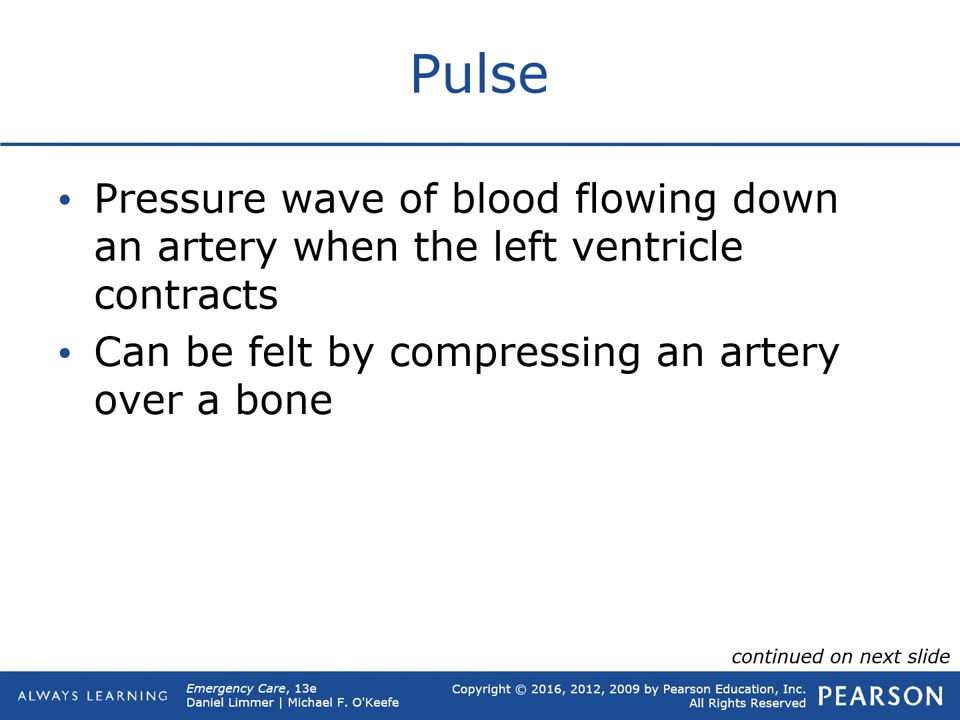 Pulse
• Pressure wave of blood flowing down
an artery when the left ventricle
contracts
• Can be felt by compressing an artery
over a bone
continued on next slide
ALWAYS LEARNING
Emergency Care, 13e
Daniel Limmer | Michael F. O'Keefe
Copyright © 2016, 2012, 2009 by Pearson Education, Inc.
All Rights Reserved
PEARSON